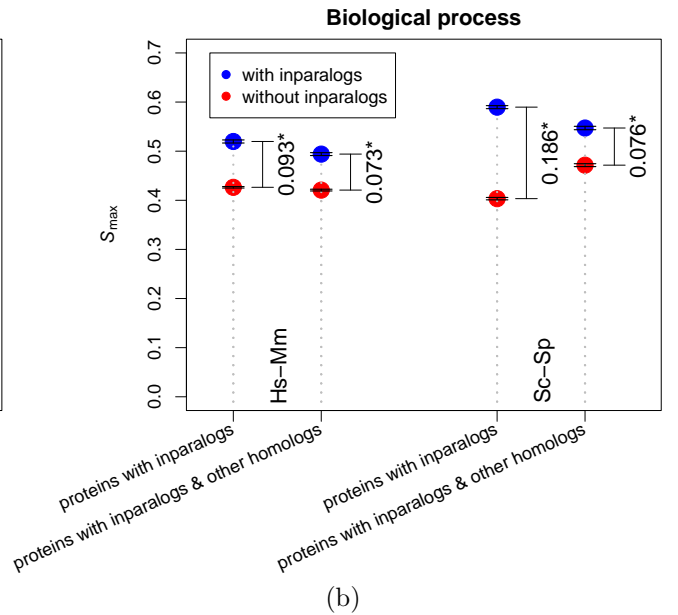 Biological process
0.7
0.6
0.5
0.4
0.3
0.2
0.1
0.0
Smax
with inparalogs
without inparalogs
0.093*
0.073*
0.186*
0.076*
Hs−Mm
Sc−Sp
proteins with inparalogs
proteins with inparalogs & other homologs
proteins with inparalogs
proteins with inparalogs & other homologs
(b)